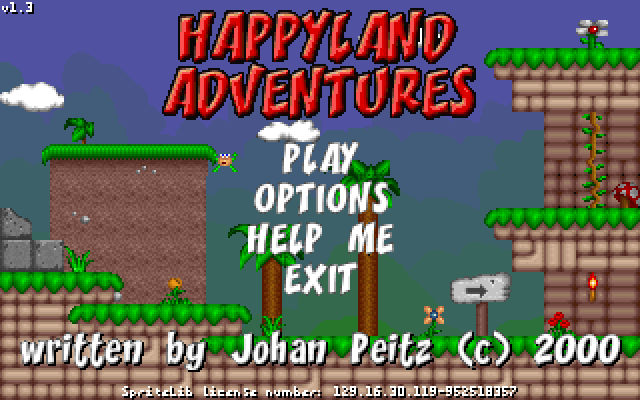 v1.3
HAPPYLAND
ADVENTURES
PLAY
OPTIONS
HELP ME
EXIT
written by Johan Peitz (c) 2000
SpriteLib license number: 129.16.30.119-952518357